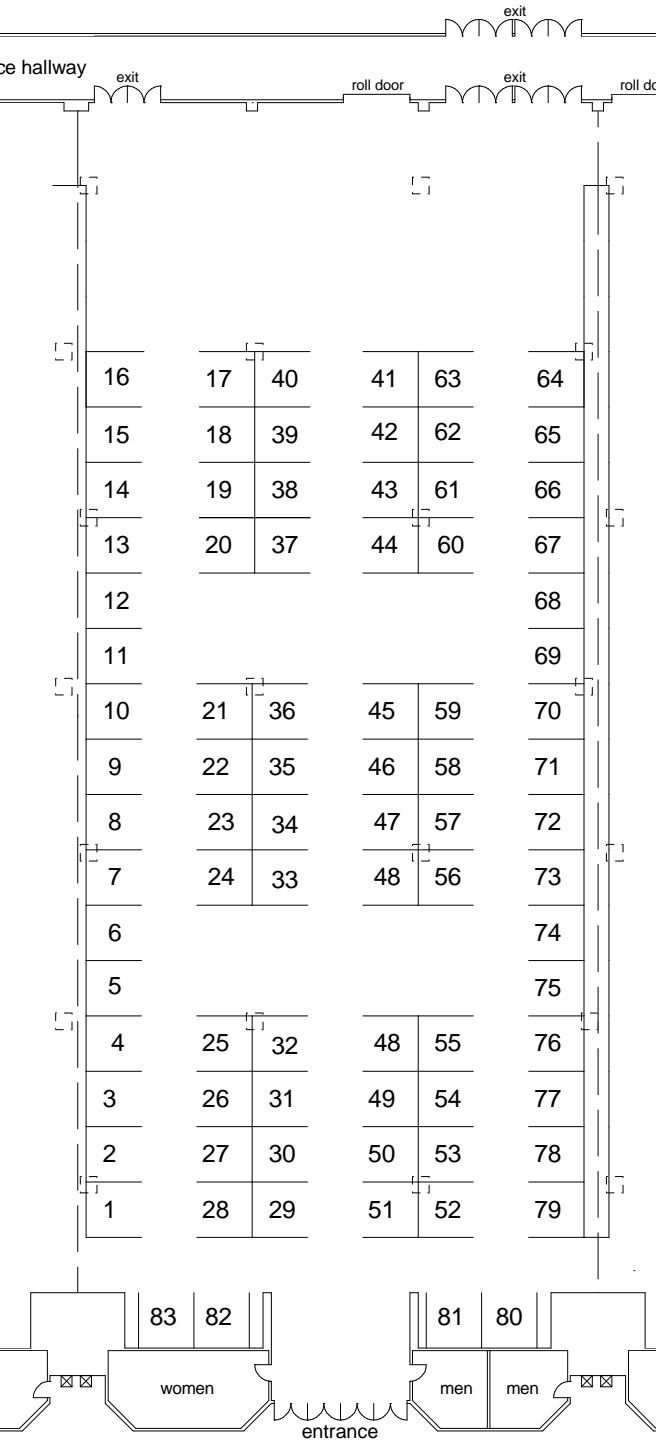 exit
ce hallway
exit
roll door
exit
roll do
16 17 40 41 63 64
15 18 39 42 62 65
14 19 38 43 61 66
13 20 37 44 60 67
12 68
11 69
10 21 36 45 59 70
9 22 35 46 58 71
8 23 34 47 57 72
7 24 33 48 56 73
6 74
5 75
4 25 32 48 55 76
3 26 31 49 54 77
2 27 30 50 53 78
1 28 29 51 52 79
83 82 81 80
women men men
entrance